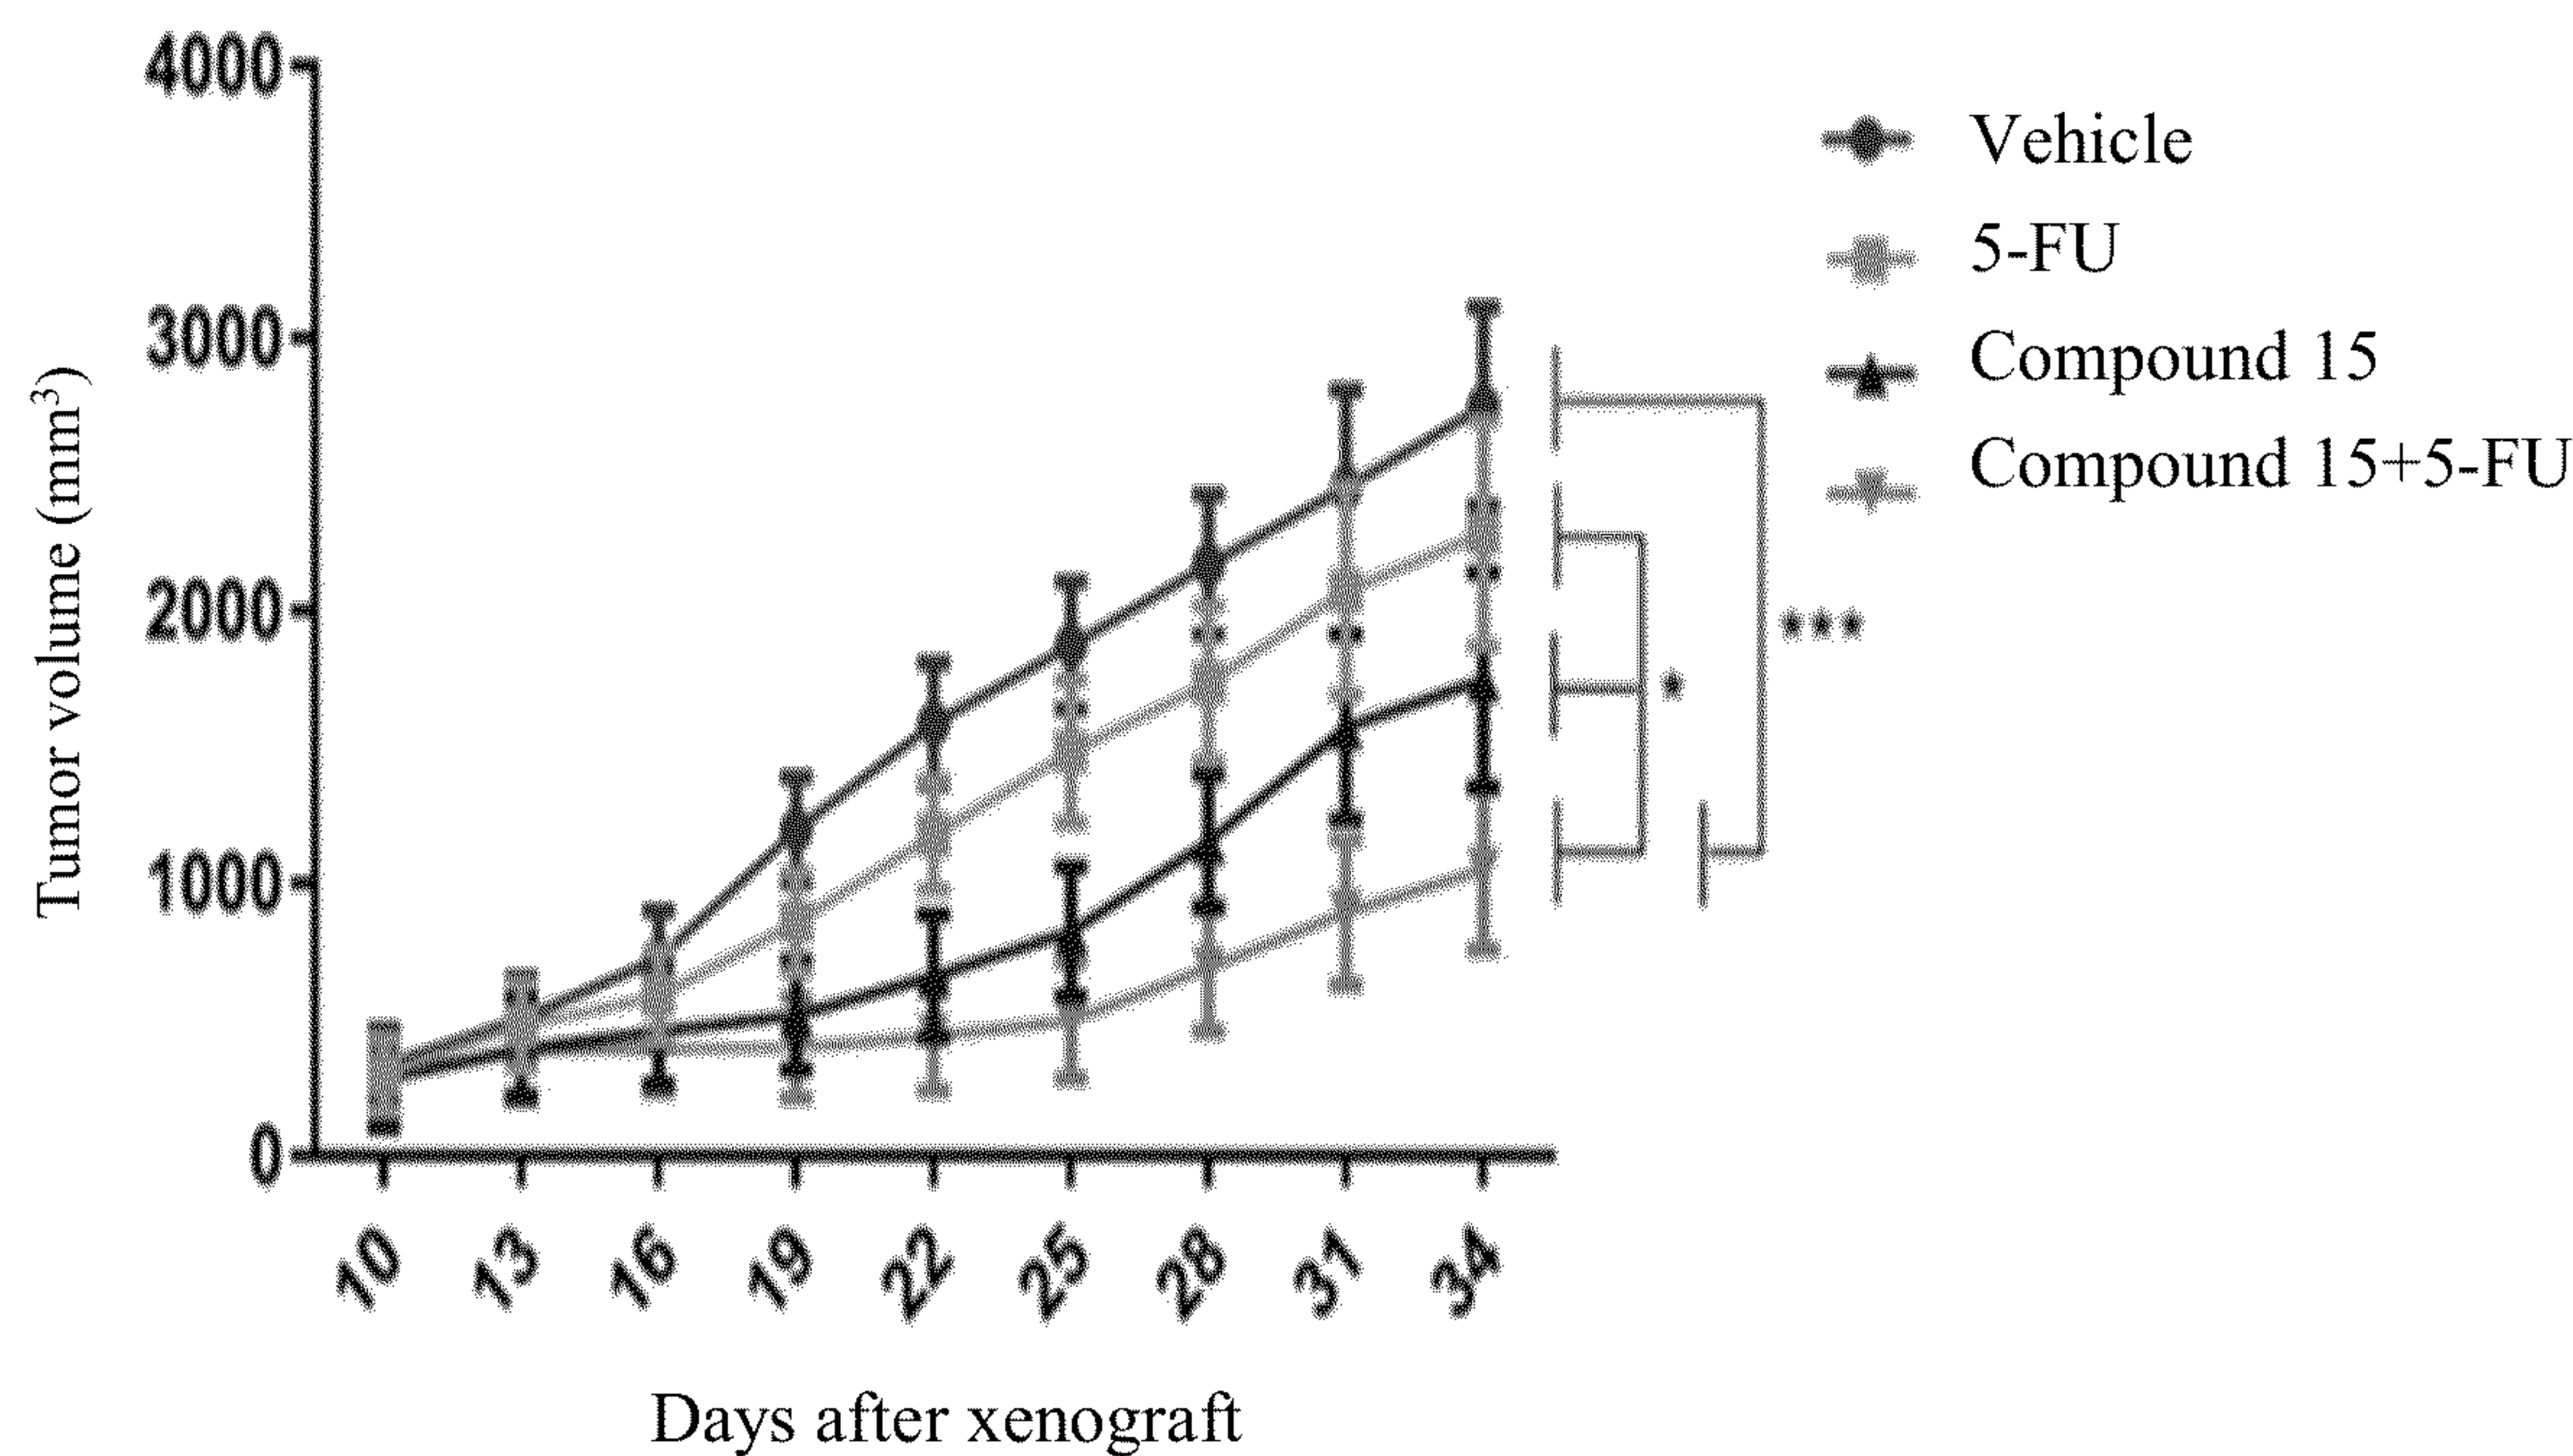 4000
3000
2000
1000
0
Tumor volume (mm³)
10
13
16
19
22
25
28
31
34
Days after xenograft
Vehicle
5-FU
Compound 15
Compound 15+5-FU
*
***